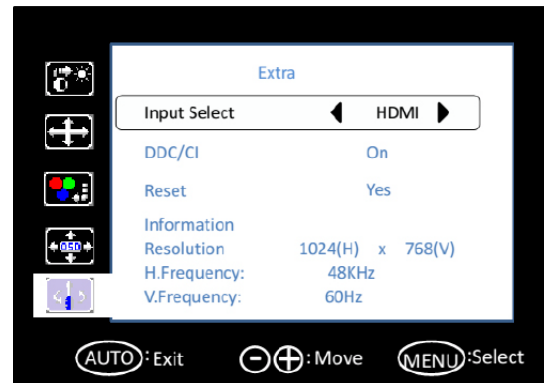 Extra
Input Select HDMI
DDC/CI On
Reset Yes
Information
Resolution 1024(H) x 768(V)
H.Frequency: 48KHz
V.Frequency: 60Hz
OSD
AUTO: Exit - + : Move MENU:Select